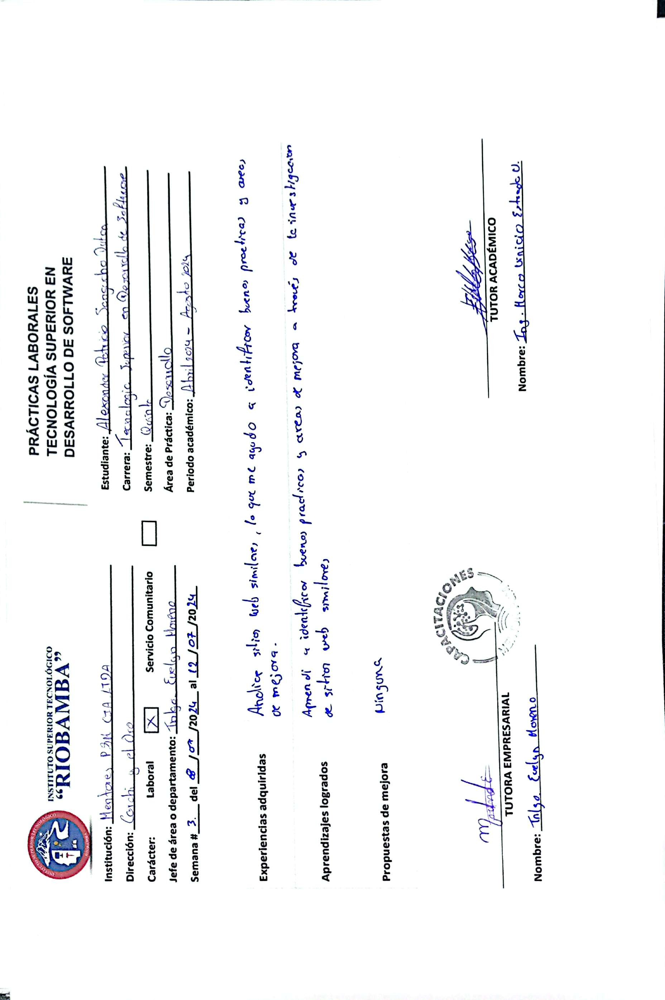 INSTITUTO SUPERIOR TECNOLÓGICO
“RIOBAMBA”
PRÁCTICAS LABORALES
TECNOLOGÍA SUPERIOR EN
DESARROLLO DE SOFTWARE
Institución: Mentores P3M CIA.LTDA
Dirección: Carchi y el Oro
Carácter: Laboral X Servicio Comunitario
Jefe de área o departamento: Tnlga. Evelyn Moreno
Semana # 3. del 08/07/2024 al 12/07/2024
Estudiante: Alexander Patricio Sangucho
Carrera: Tecnologia Superior en Desarrollo de Software
Semestre: Quinto
Área de Práctica: Desarrollo
Periodo académico: Abril 2024 - Agosto 2024
Experiencias adquiridas
Analice sitios web similares, lo que me ayudo a identificar buenas practicas y areas
de mejora.
Aprendizajes logrados
Aprendi a identificar buenas practicas y areas de mejora a través de la investigacion
de sitios web similares
Propuestas de mejora
Ninguna
CAPACITACIONES
TUTORA EMPRESARIAL
Nombre: Tnlga Evelyn Moreno
TUTOR ACADÉMICO
Nombre: Ing. Marco Vinicio Estrada V.